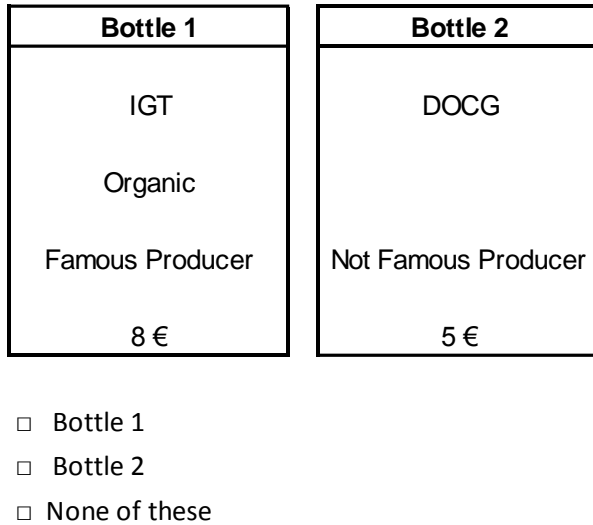 Bottle 1
IGT
Organic
Famous Producer
8 €
Bottle 2
DOCG
Not Famous Producer
5 €
□ Bottle 1
□ Bottle 2
□ None of these